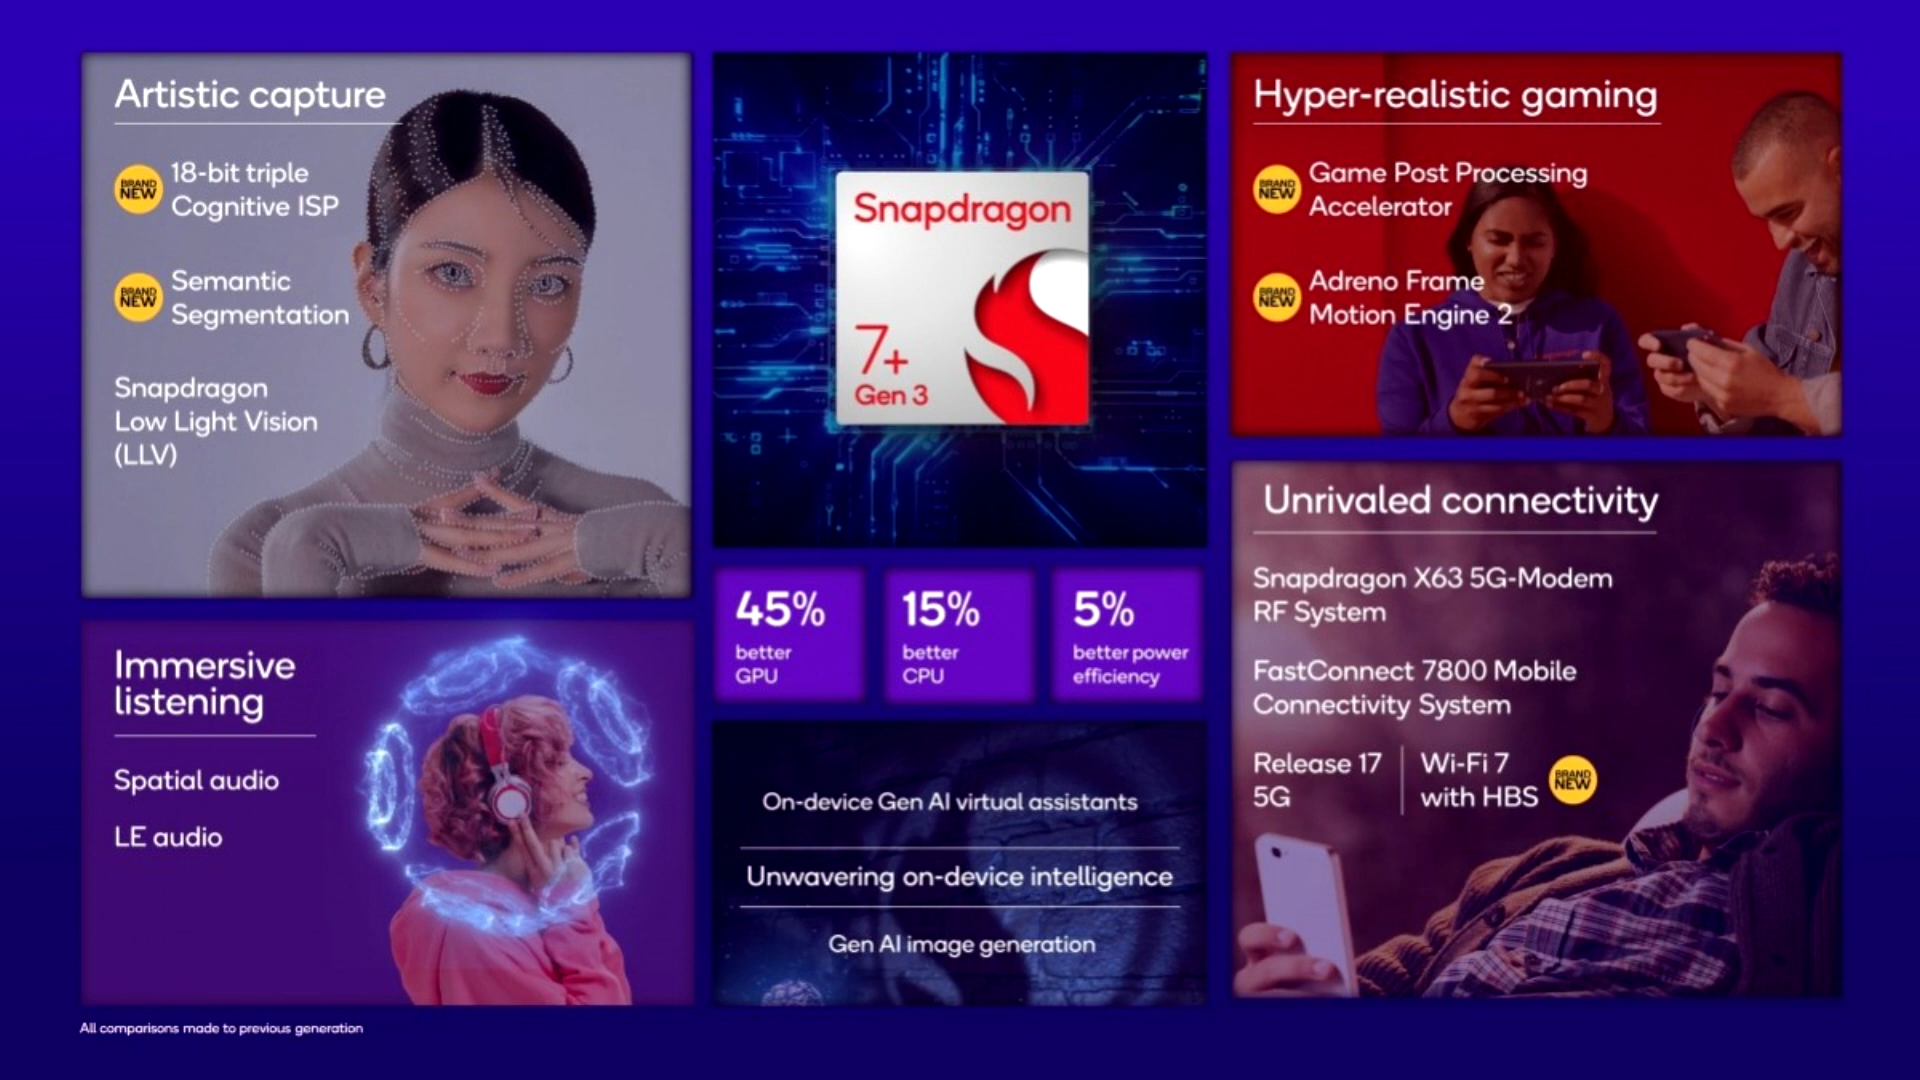 Artistic capture
BRAND
NEW
18-bit triple
Cognitive ISP
BRAND
NEW
Semantic
Segmentation
Snapdragon
Low Light Vision
(LLV)
Immersive
listening
Spatial audio
LE audio
Snapdragon
7+
Gen 3
45%
better
GPU
15%
better
CPU
5%
better power
efficiency
On-device Gen AI virtual assistants
Unwavering on-device intelligence
Gen AI image generation
Hyper-realistic gaming
BRAND
NEW
Game Post Processing
Accelerator
BRAND
NEW
Adreno Frame
Motion Engine 2
Unrivaled connectivity
Snapdragon X63 5G-Modem
RF System
FastConnect 7800 Mobile
Connectivity System
Release 17
5G
Wi-Fi 7
with HBS
BRAND
NEW
All comparisons made to previous generation